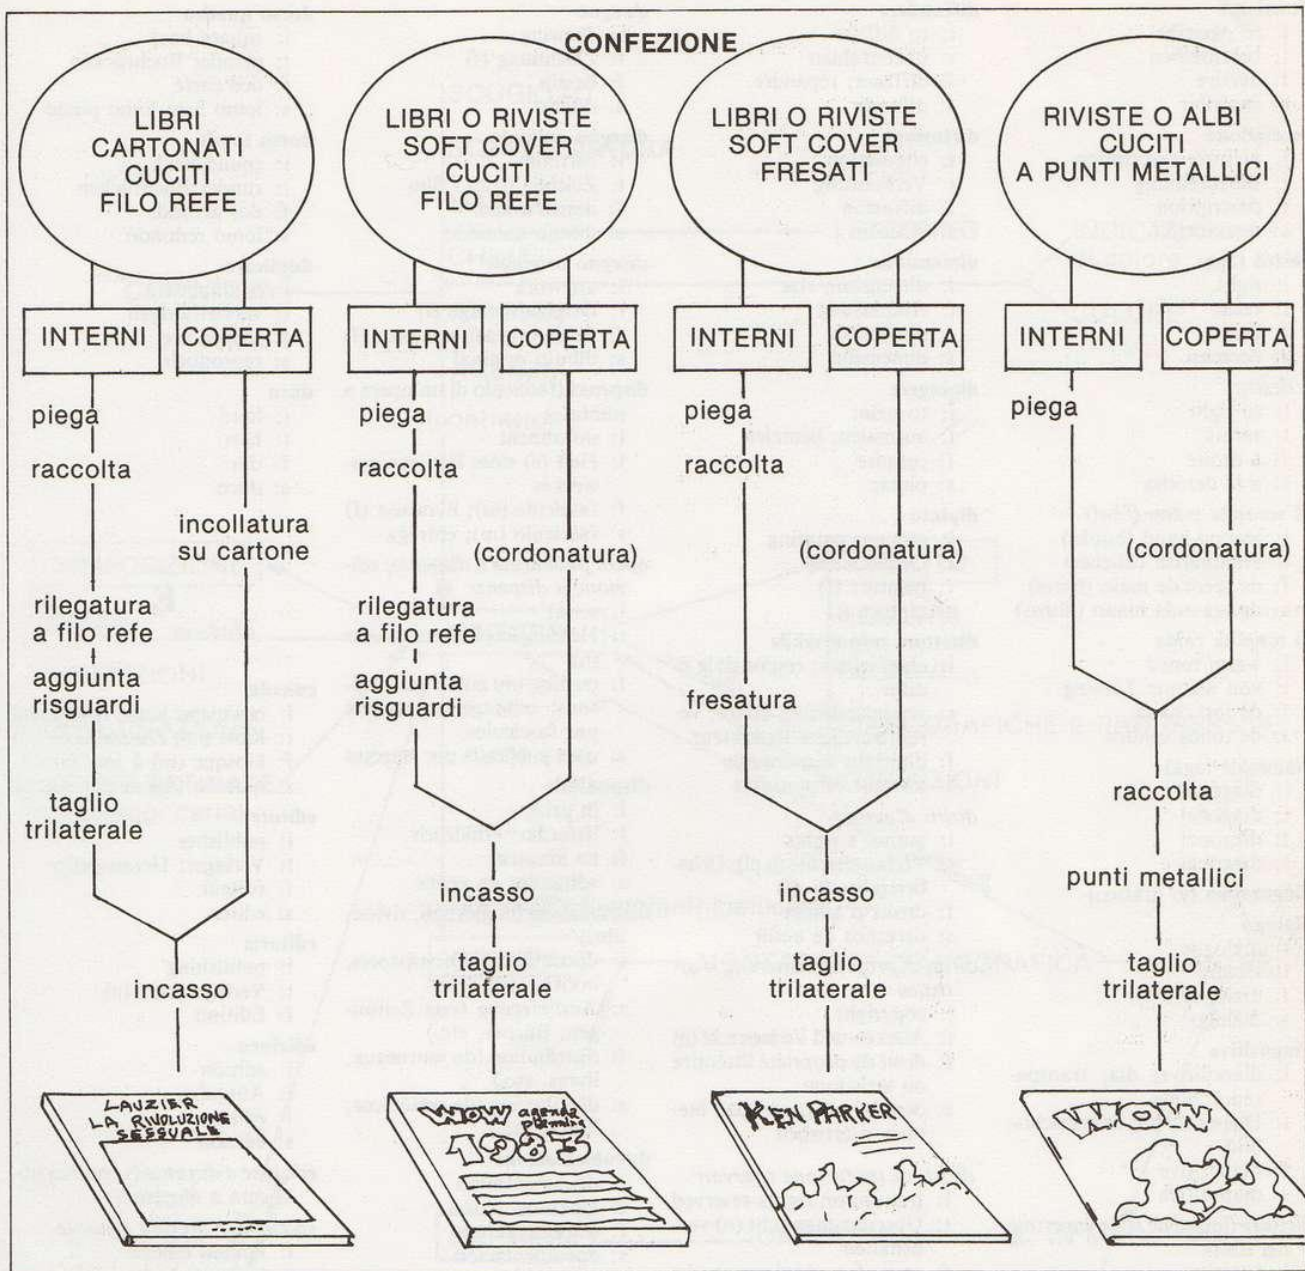 CONFEZIONE
LIBRI
CARTONATI
CUCITI
FILO REFE
INTERNI
COPERTA
piega
raccolta
incollatura
su cartone
rilegatura
a filo refe
aggiunta
risguardi
taglio
trilaterale
incasso
LAUZIER
LA RIVOLUZIONE
SESSUALE
LIBRI O RIVISTE
SOFT COVER
CUCITI
FILO REFE
INTERNI
COPERTA
piega
raccolta
(cordonatura)
rilegatura
a filo refe
aggiunta
risguardi
incasso
taglio
trilaterale
WOW agenda
planning
1983
LIBRI O RIVISTE
SOFT COVER
FRESATI
INTERNI
COPERTA
piega
raccolta
(cordonatura)
fresatura
incasso
taglio
trilaterale
KEN PARKER
RIVISTE O ALBI
CUCITI
A PUNTI METALLICI
INTERNI
COPERTA
piega
(cordonatura)
raccolta
punti metallici
taglio
trilaterale
WOW